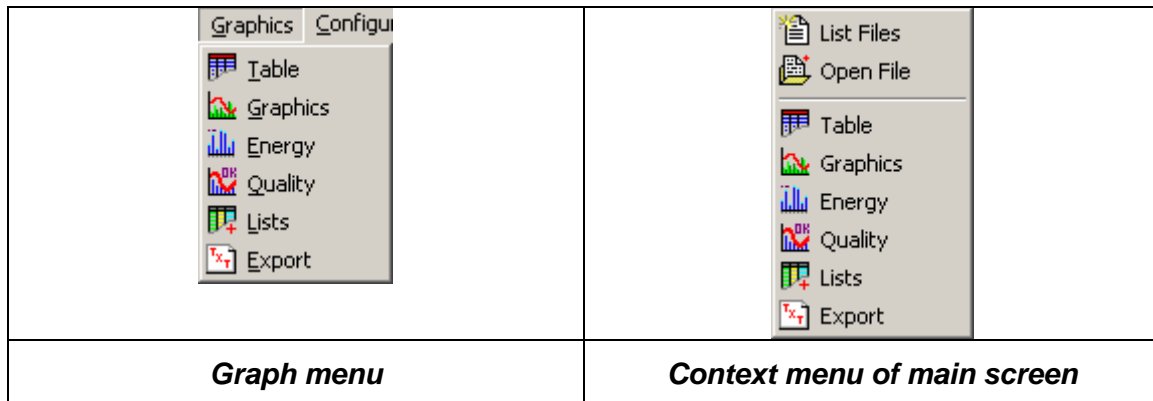 Graphics Configu
Table
Graphics
Energy
Quality
Lists
Export
List Files
Open File
Table
Graphics
Energy
Quality
Lists
Export
Graph menu
Context menu of main screen